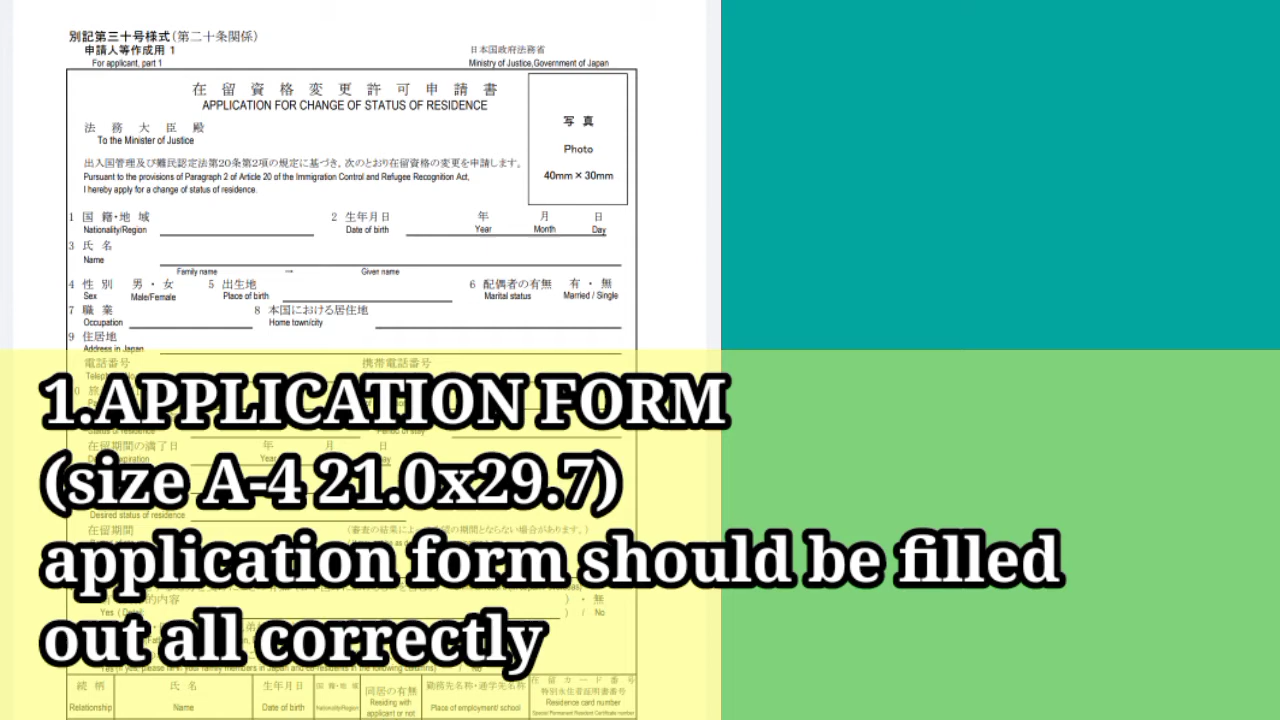 別記第三十号様式(第二十条関係)
申請人等作成用 1
For applicant, part 1
日本国政府法務省
Ministry of Justice,Government of Japan
在 留 資 格 変 更 許 可 申 請 書
APPLICATION FOR CHANGE OF STATUS OF RESIDENCE
法 務 大 臣 殿
To the Minister of Justice
写 真
Photo
40mm × 30mm
出入国管理及び難民認定法第20条第2項の規定に基づき,次のとおり在留資格の変更を申請します。
Pursuant to the provisions of Paragraph 2 of Article 20 of the Immigration Control and Refugee Recognition Act,
I hereby apply for a change of status of residence.
1 国 籍・地 域 2 生年月日 年 月 日
Nationality/Region Date of birth Year Month Day
3 氏 名
Name
Family name → Given name
4 性 別 男 ・ 女 5 出生地 6 配偶者の有無 有 ・ 無
Sex Male/Female Place of birth Marital status Married / Single
7 職 業 8 本国における居住地
Occupation Home town/city
9 住居地
Address in Japan
電話番号 携帯電話番号
1.APPLICATION FORM
(size A-4 21.0x29.7)
application form should be filled
out all correctly
在留期間の満了日 年 月 日
Desired status of residence
在留期間
続 柄 氏 名 生年月日 国 籍・地 域 同居の有無 勤務先名称・通学先名称 在 留 カ ー ド 番 号
特別永住者証明書番号
Relationship Name Date of birth Nationality/Region Residing with applicant or not Place of employment/ school Residence card number
Special Permanent Resident Certificate number